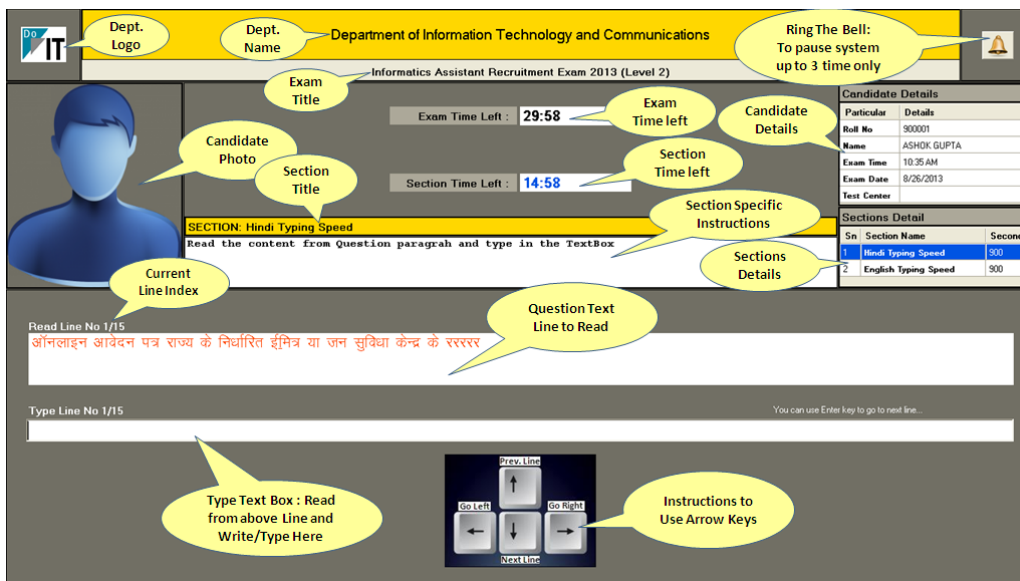 Do
IT
Dept.
Logo
Dept.
Name
Department of Information Technology and Communications
Ring The Bell:
To pause system
up to 3 time only
Informatics Assistant Recruitment Exam 2013 (Level 2)
Exam
Title
Exam Time Left :
29:58
Exam
Time left
Candidate
Photo
Section
Title
Section Time Left :
14:58
Section
Time left
Candidate
Details
Candidate Details
Particular Details
Roll No 900001
Name ASHOK GUPTA
Exam Time 10:35 AM
Exam Date 8/26/2013
Test Center
SECTION: Hindi Typing Speed
Read the content from Question paragrah and type in the TextBox
Section Specific
Instructions
Sections
Details
Sections Detail
Sn Section Name Second
1 Hindi Typing Speed 900
2 English Typing Speed 900
Current
Line Index
Question Text
Line to Read
Read Line No 1/15
ऑनलाइन आवेदन पत्र राज्य के निर्धारित ईमित्र या जन सुविधा केन्द्र के ररररर
Type Line No 1/15
You can use Enter key to go to next line...
Type Text Box : Read
from above Line and
Write/Type Here
Prev. Line
Go Left
Go Right
Next Line
Instructions to
Use Arrow Keys